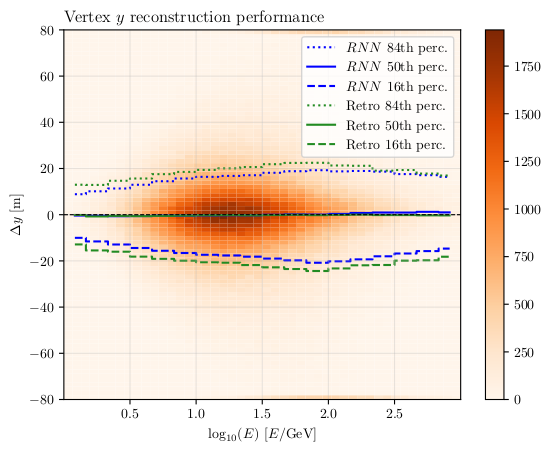 Vertex y reconstruction performance
RNN 84th perc.
RNN 50th perc.
RNN 16th perc.
Retro 84th perc.
Retro 50th perc.
Retro 16th perc.
Δy [m]
80
60
40
20
0
−20
−40
−60
−80
0.5 1.0 1.5 2.0 2.5
log₁₀(E) [E/GeV]
1750
1500
1250
1000
750
500
250
0